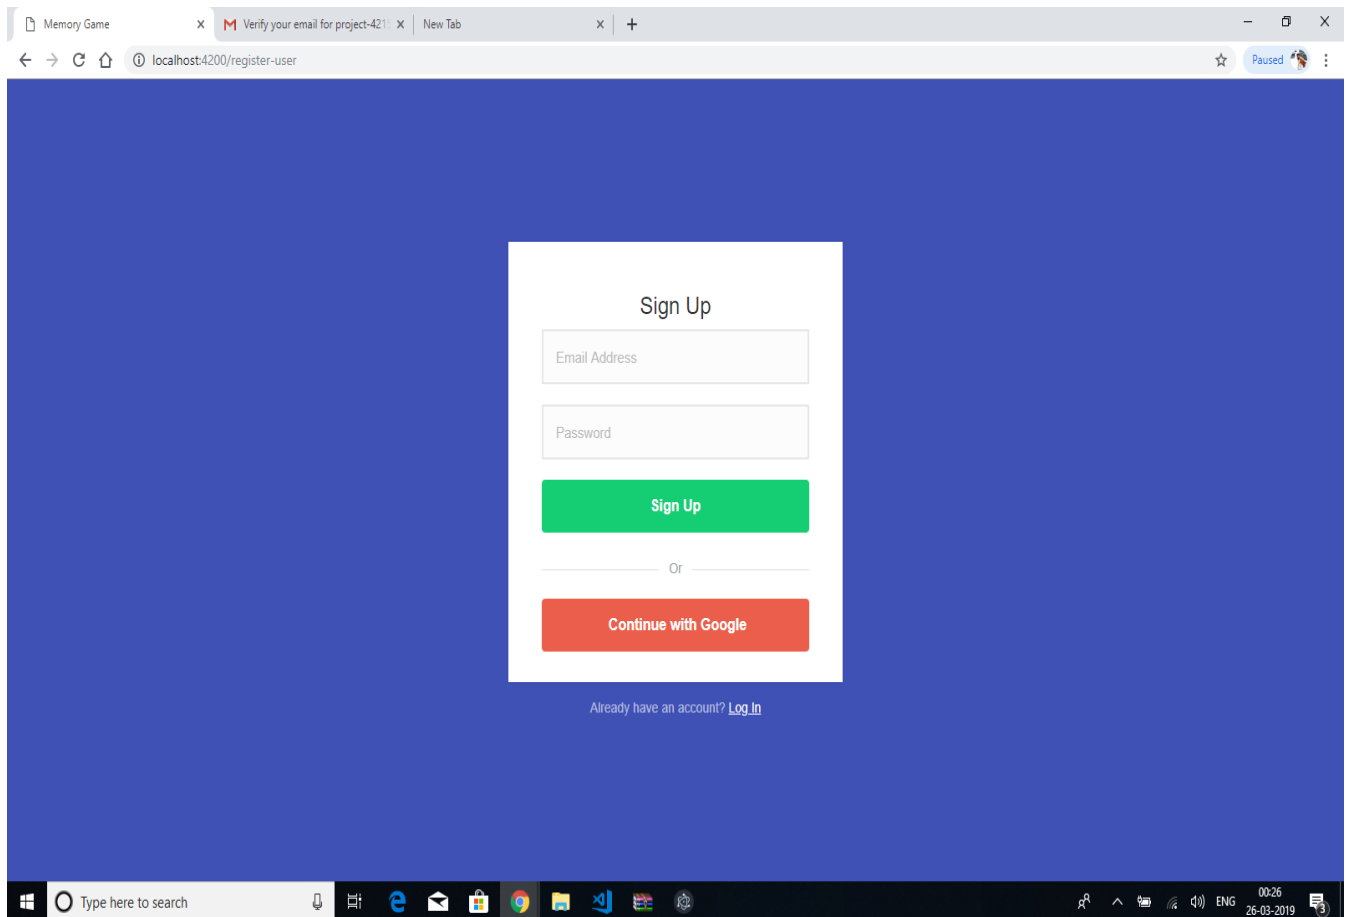 Memory Game
Verify your email for project-421
New Tab
localhost:4200/register-user
Paused
Sign Up
Email Address
Password
Sign Up
Or
Continue with Google
Already have an account? Log In
Type here to search
ENG
00:26
26-03-2019
3